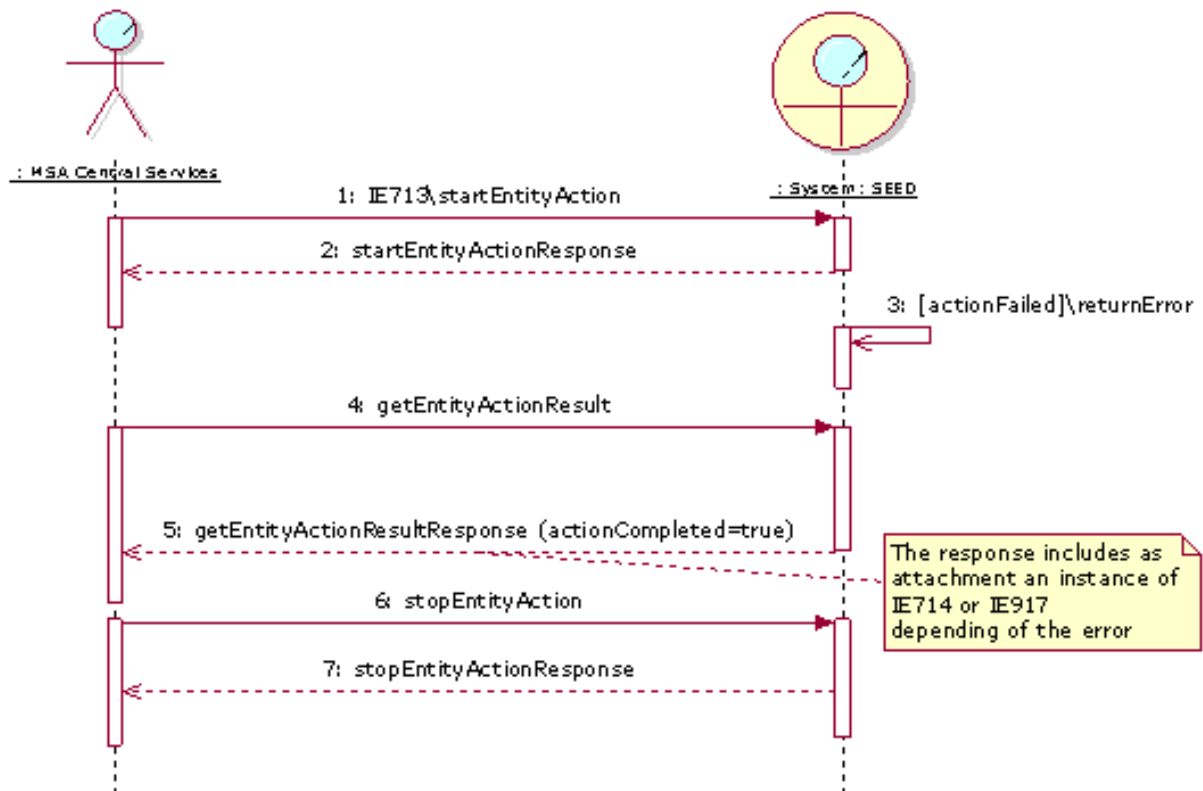 : MSA Central Services
: System : SEED
1: IE713\startEntityAction
2: startEntityActionResponse
3: [actionFailed]\returnError
4: getEntityActionResult
5: getEntityActionResultResponse (actionCompleted=true)
The response includes as
attachment an instance of
IE714 or IE917
depending of the error
6: stopEntityAction
7: stopEntityActionResponse